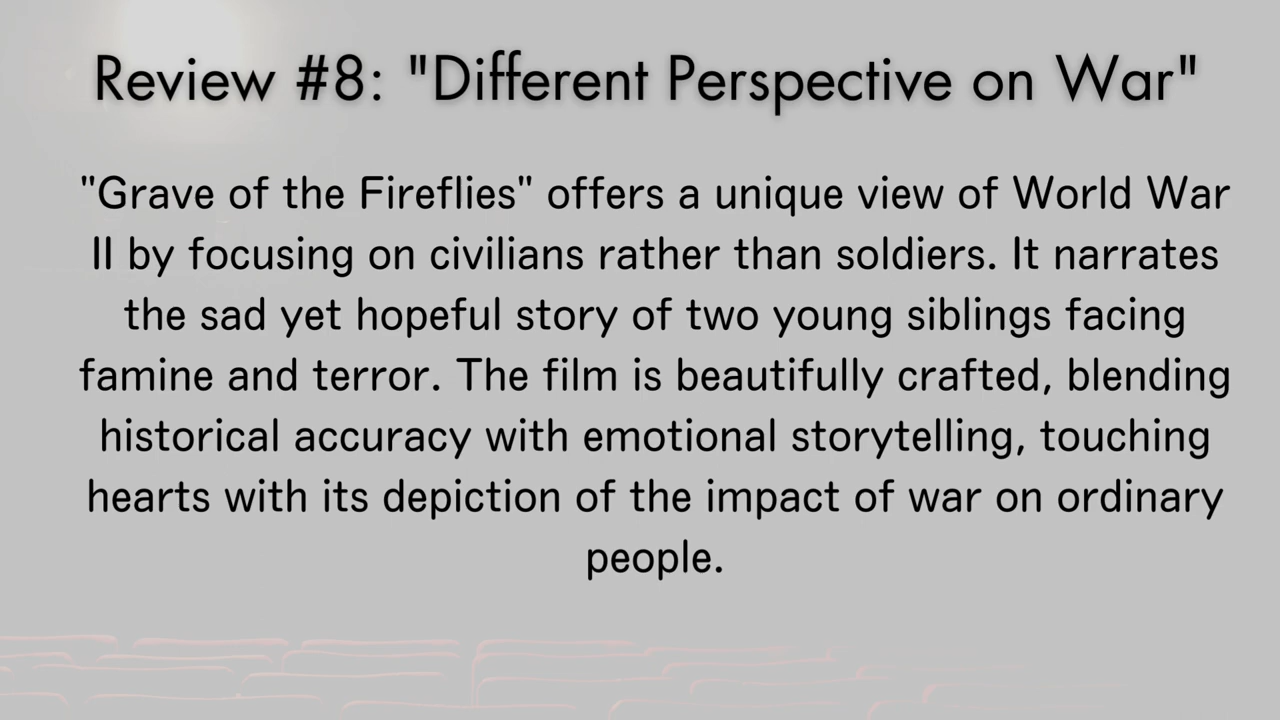 Review #8: "Different Perspective on War"
"Grave of the Fireflies" offers a unique view of World War
II by focusing on civilians rather than soldiers. It narrates
the sad yet hopeful story of two young siblings facing
famine and terror. The film is beautifully crafted, blending
historical accuracy with emotional storytelling, touching
hearts with its depiction of the impact of war on ordinary
people.